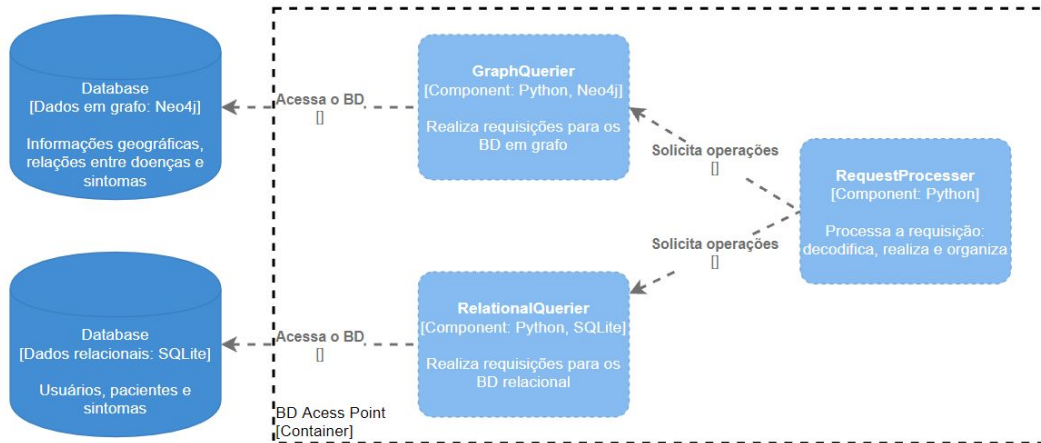 Database
[Dados em grafo: Neo4j]
Informações geográficas,
relações entre doenças e
sintomas
Acessa o BD
[]
GraphQuerier
[Component: Python, Neo4j]
Realiza requisições para os
BD em grafo
Solicita operações
[]
RequestProcesser
[Component: Python]
Processa a requisição:
decodifica, realiza e organiza
Solicita operações
[]
Database
[Dados relacionais: SQLite]
Usuários, pacientes e
sintomas
Acessa o BD
[]
RelationalQuerier
[Component: Python, SQLite]
Realiza requisições para os
BD relacional
BD Acess Point
[Container]